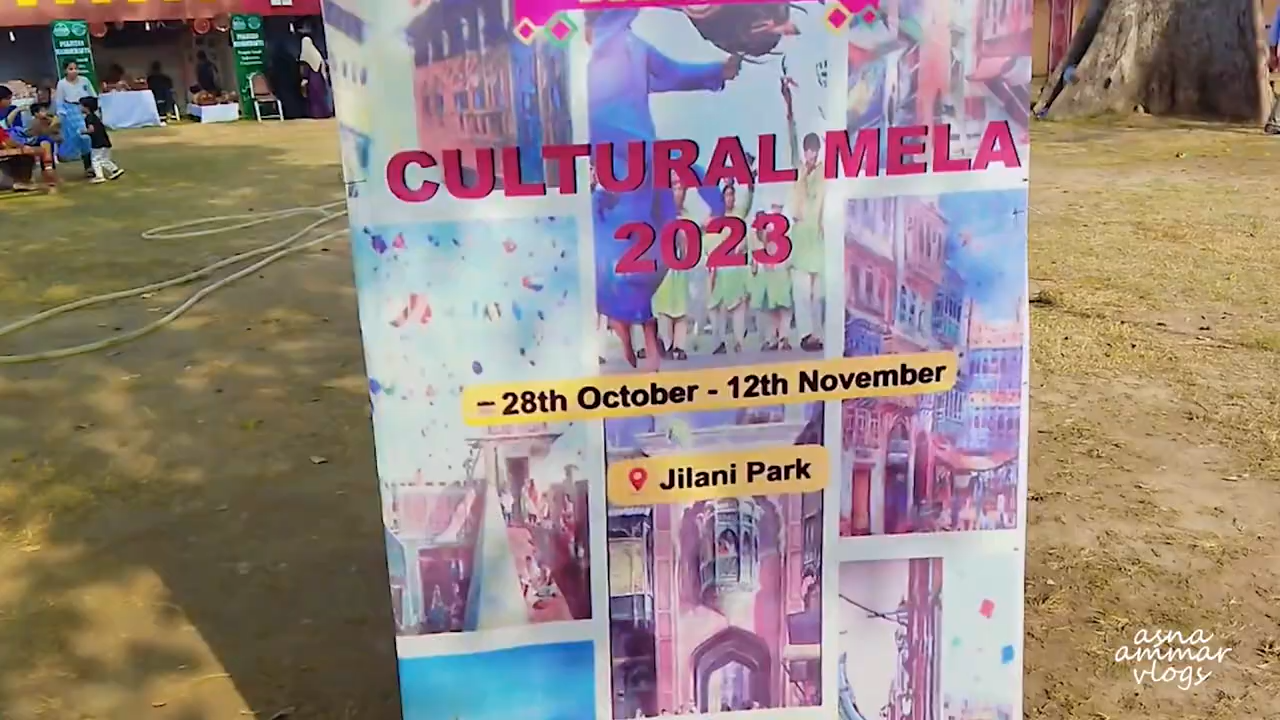 CULTURAL MELA
2023
– 28th October - 12th November
Jilani Park
asna
ammar
vlogs